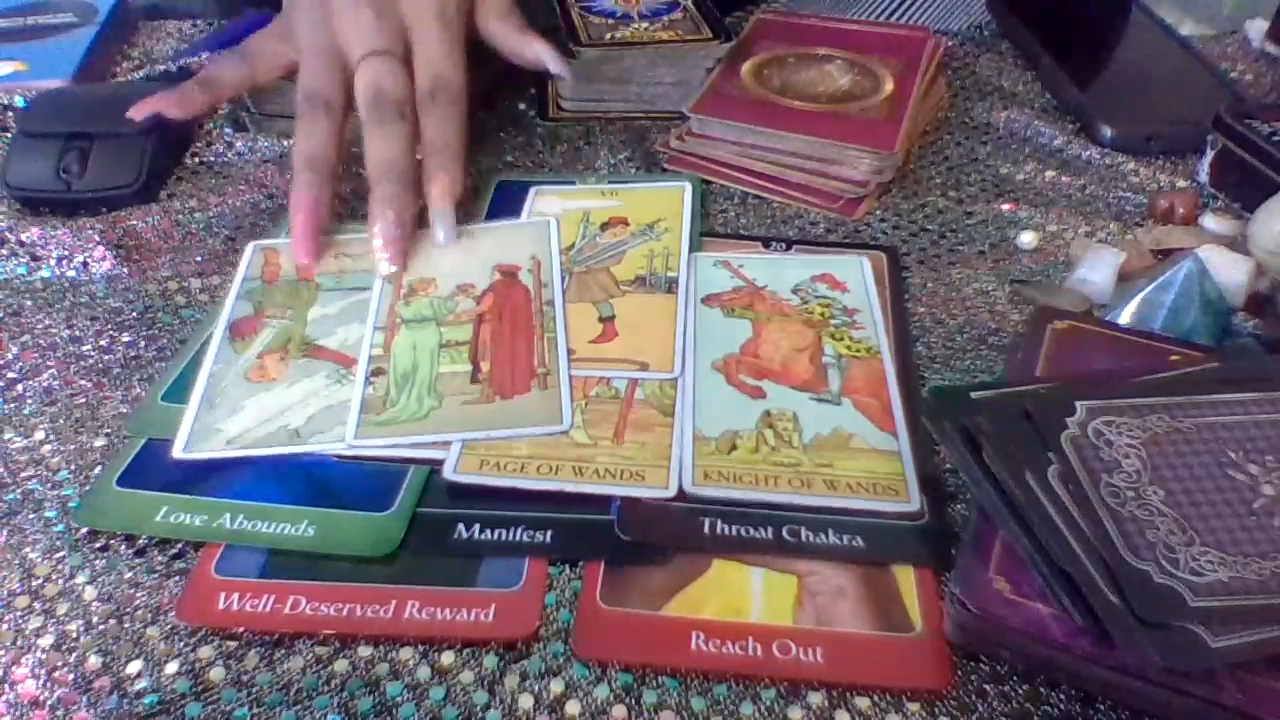 VII
20
PAGE OF WANDS
KNIGHT OF WANDS
Love Abounds
Manifest
Throat Chakra
Well-Deserved Reward
Reach Out